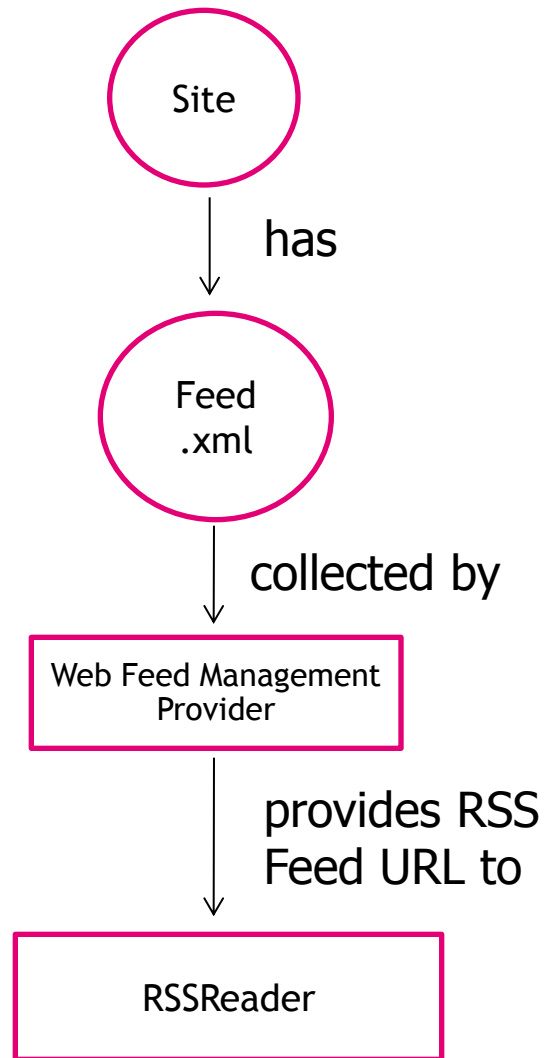 Site
has
Feed
.xml
collected by
Web Feed Management
Provider
provides RSS
Feed URL to
RSSReader